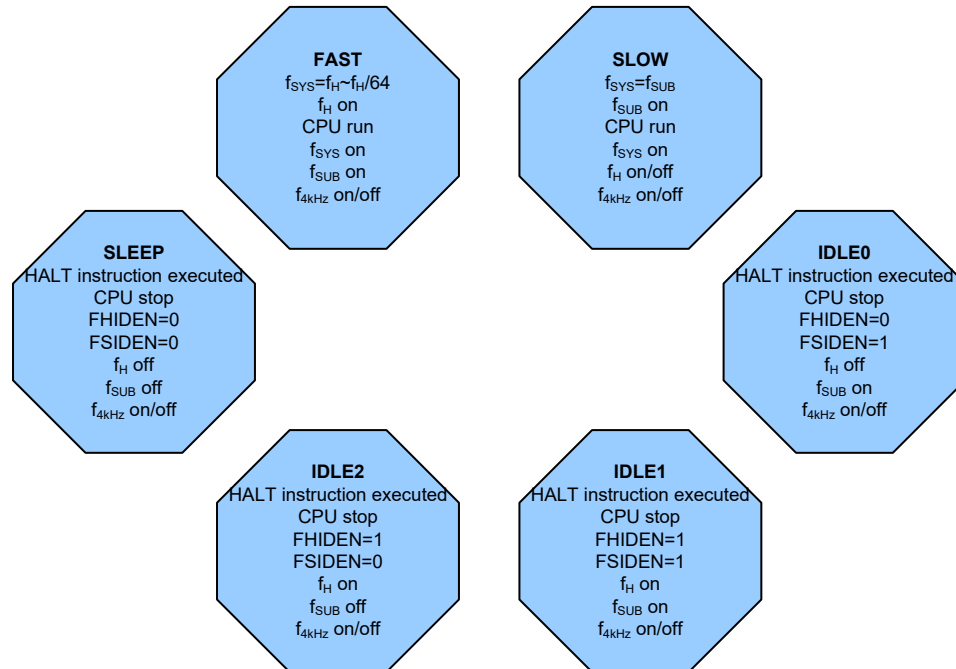 FAST
fSYS=fH~fH/64
fH on
CPU run
fSYS on
fSUB on
f4kHz on/off
SLOW
fSYS=fSUB
fSUB on
CPU run
fSYS on
fH on/off
f4kHz on/off
SLEEP
HALT instruction executed
CPU stop
FHIDEN=0
FSIDEN=0
fH off
fSUB off
f4kHz on/off
IDLE0
HALT instruction executed
CPU stop
FHIDEN=0
FSIDEN=1
fH off
fSUB on
f4kHz on/off
IDLE2
HALT instruction executed
CPU stop
FHIDEN=1
FSIDEN=0
fH on
fSUB off
f4kHz on/off
IDLE1
HALT instruction executed
CPU stop
FHIDEN=1
FSIDEN=1
fH on
fSUB on
f4kHz on/off